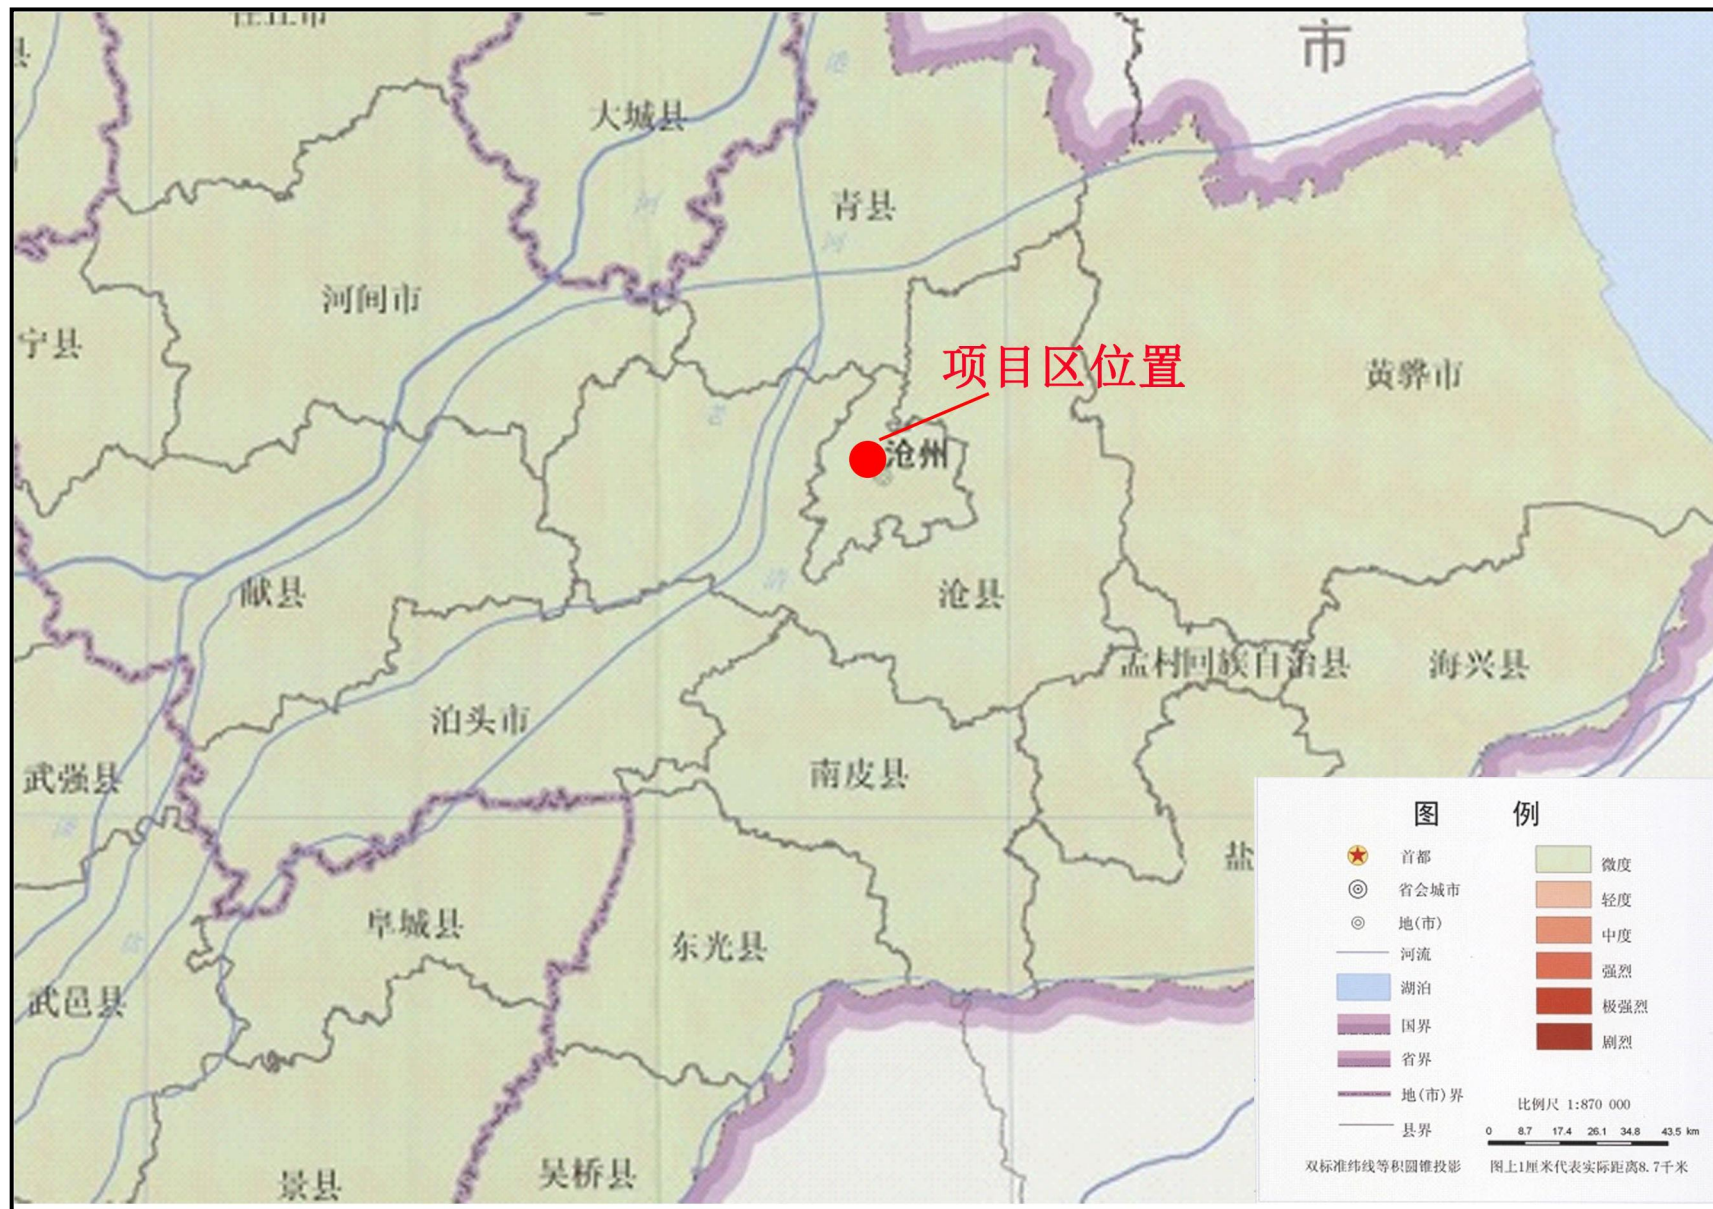 市
大城县
港
河
青县
河
河间市
宁县
项目区位置
黄骅市
沧州
献县
清
沧县
孟村回族自治县
海兴县
泊头市
武强县
南皮县
盐
阜城县
东光县
武邑县
景县
吴桥县
图 例
首都
省会城市
地(市)
河流
湖泊
国界
省界
地(市)界
县界
微度
轻度
中度
强烈
极强烈
剧烈
比例尺 1:870 000
0 8.7 17.4 26.1 34.8 43.5 km
双标准纬线等积圆锥投影
图上1厘米代表实际距离8.7千米